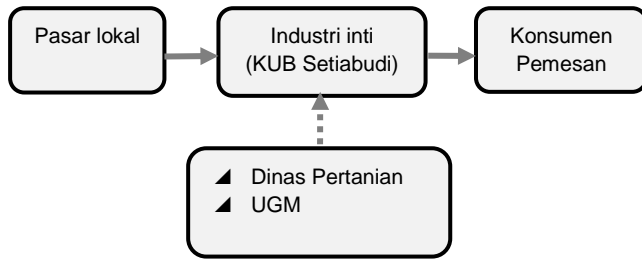 Pasar lokal
Industri inti
(KUB Setiabudi)
Konsumen
Pemesan
Dinas Pertanian
UGM